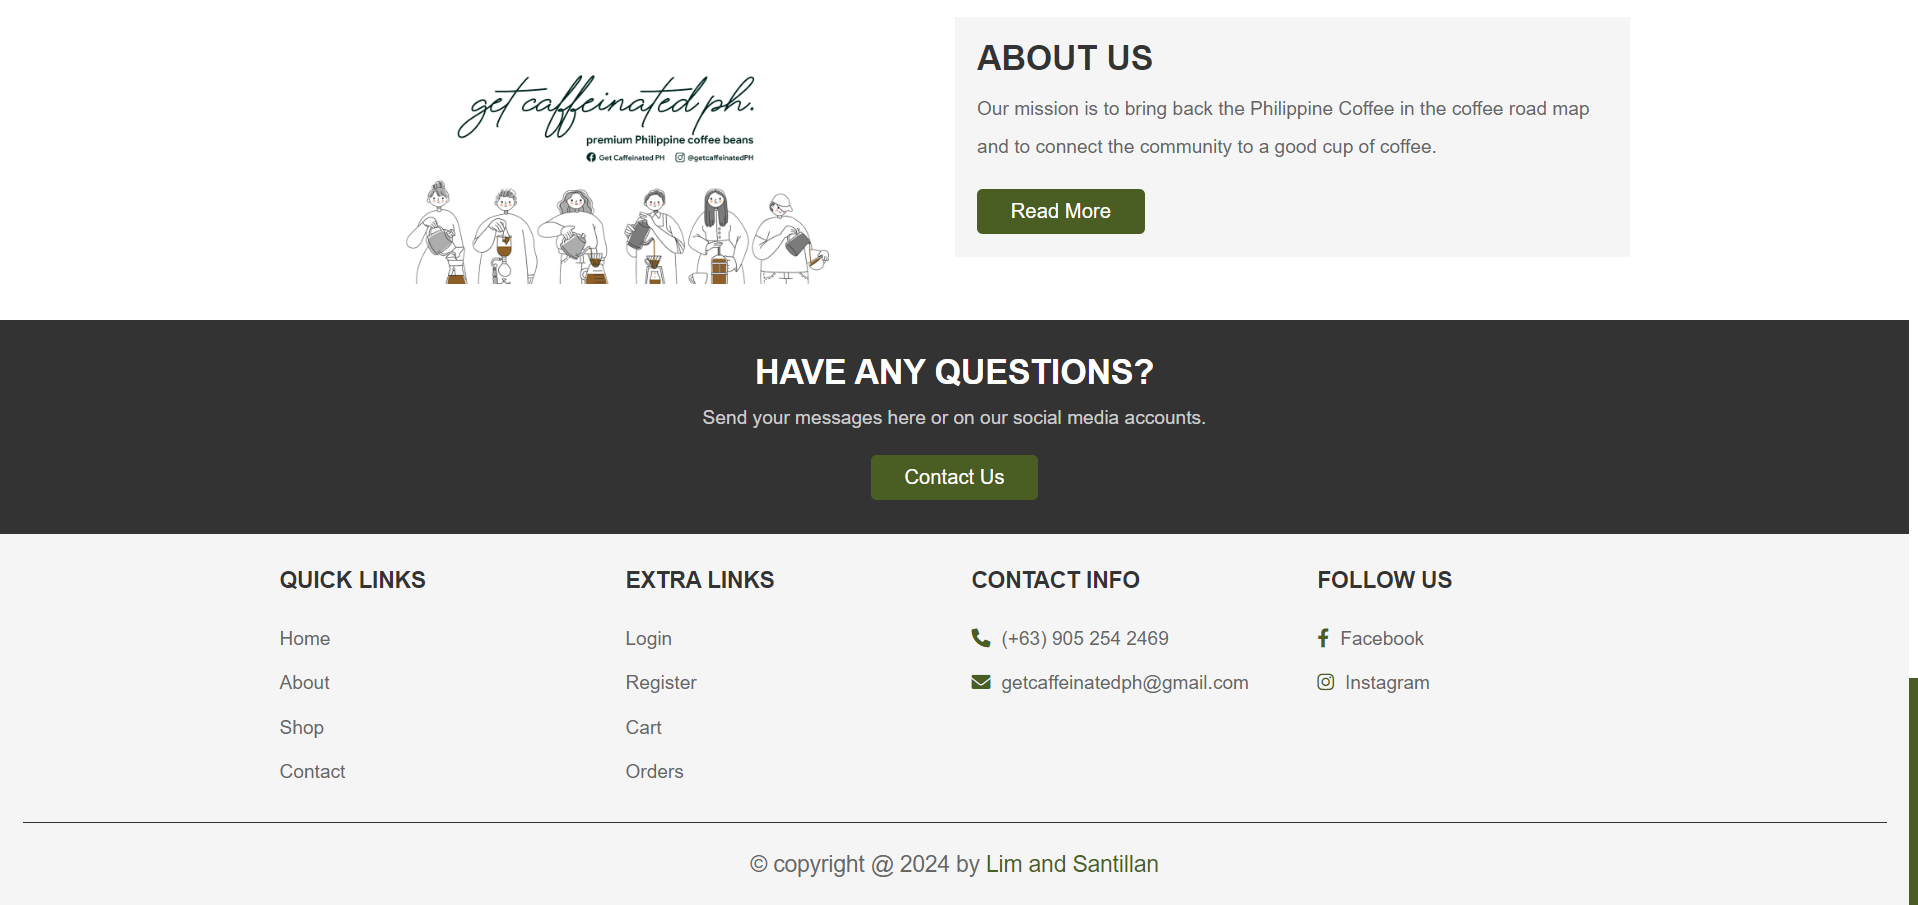 get caffeinated ph.
premium Philippine coffee beans
Get Caffeinated PH @getcaffeinatedPH
ABOUT US
Our mission is to bring back the Philippine Coffee in the coffee road map
and to connect the community to a good cup of coffee.
Read More
HAVE ANY QUESTIONS?
Send your messages here or on our social media accounts.
Contact Us
QUICK LINKS
Home
About
Shop
Contact
EXTRA LINKS
Login
Register
Cart
Orders
CONTACT INFO
(+63) 905 254 2469
getcaffeinatedph@gmail.com
FOLLOW US
Facebook
Instagram
© copyright @ 2024 by Lim and Santillan